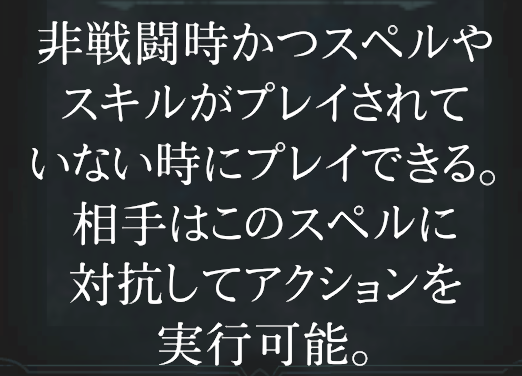 非戦闘時かつスペルや
スキルがプレイされて
いない時にプレイできる。
相手はこのスペルに
対抗してアクションを
実行可能。